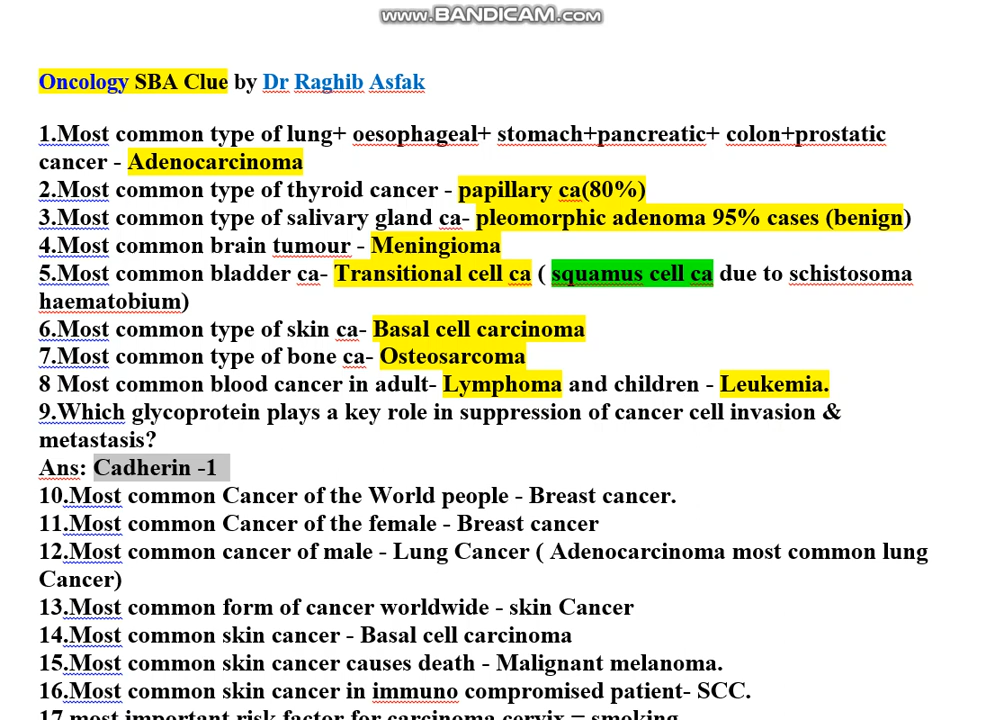 www.BANDICAM.com
Oncology SBA Clue by Dr Raghib Asfak
1.Most common type of lung+ oesophageal+ stomach+pancreatic+ colon+prostatic
cancer - Adenocarcinoma
2.Most common type of thyroid cancer - papillary ca(80%)
3.Most common type of salivary gland ca- pleomorphic adenoma 95% cases (benign)
4.Most common brain tumour - Meningioma
5.Most common bladder ca- Transitional cell ca ( squamus cell ca due to schistosoma
haematobium)
6.Most common type of skin ca- Basal cell carcinoma
7.Most common type of bone ca- Osteosarcoma
8 Most common blood cancer in adult- Lymphoma and children - Leukemia.
9.Which glycoprotein plays a key role in suppression of cancer cell invasion &
metastasis?
Ans: Cadherin -1
10.Most common Cancer of the World people - Breast cancer.
11.Most common Cancer of the female - Breast cancer
12.Most common cancer of male - Lung Cancer ( Adenocarcinoma most common lung
Cancer)
13.Most common form of cancer worldwide - skin Cancer
14.Most common skin cancer - Basal cell carcinoma
15.Most common skin cancer causes death - Malignant melanoma.
16.Most common skin cancer in immuno compromised patient- SCC.
17.most important risk factor for carcinoma cervix = smoking